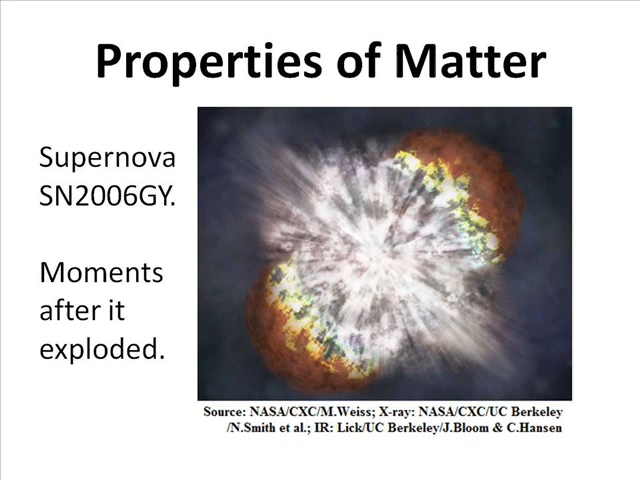 Properties of Matter
Supernova
SN2006GY.
Moments
after it
exploded.
Source: NASA/CXC/M.Weiss; X-ray: NASA/CXC/UC Berkeley
/N.Smith et al.; IR: Lick/UC Berkeley/J.Bloom & C.Hansen